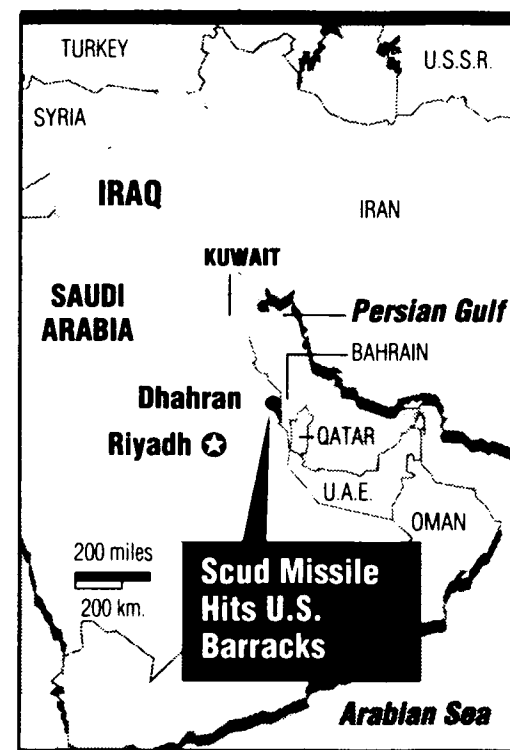 TURKEY
U.S.S.R.
SYRIA
IRAQ
IRAN
KUWAIT
SAUDI
ARABIA
Persian Gulf
BAHRAIN
Dhahran
Riyadh
QATAR
U.A.E.
OMAN
200 miles
200 km.
Scud Missile
Hits U.S.
Barracks
Arabian Sea